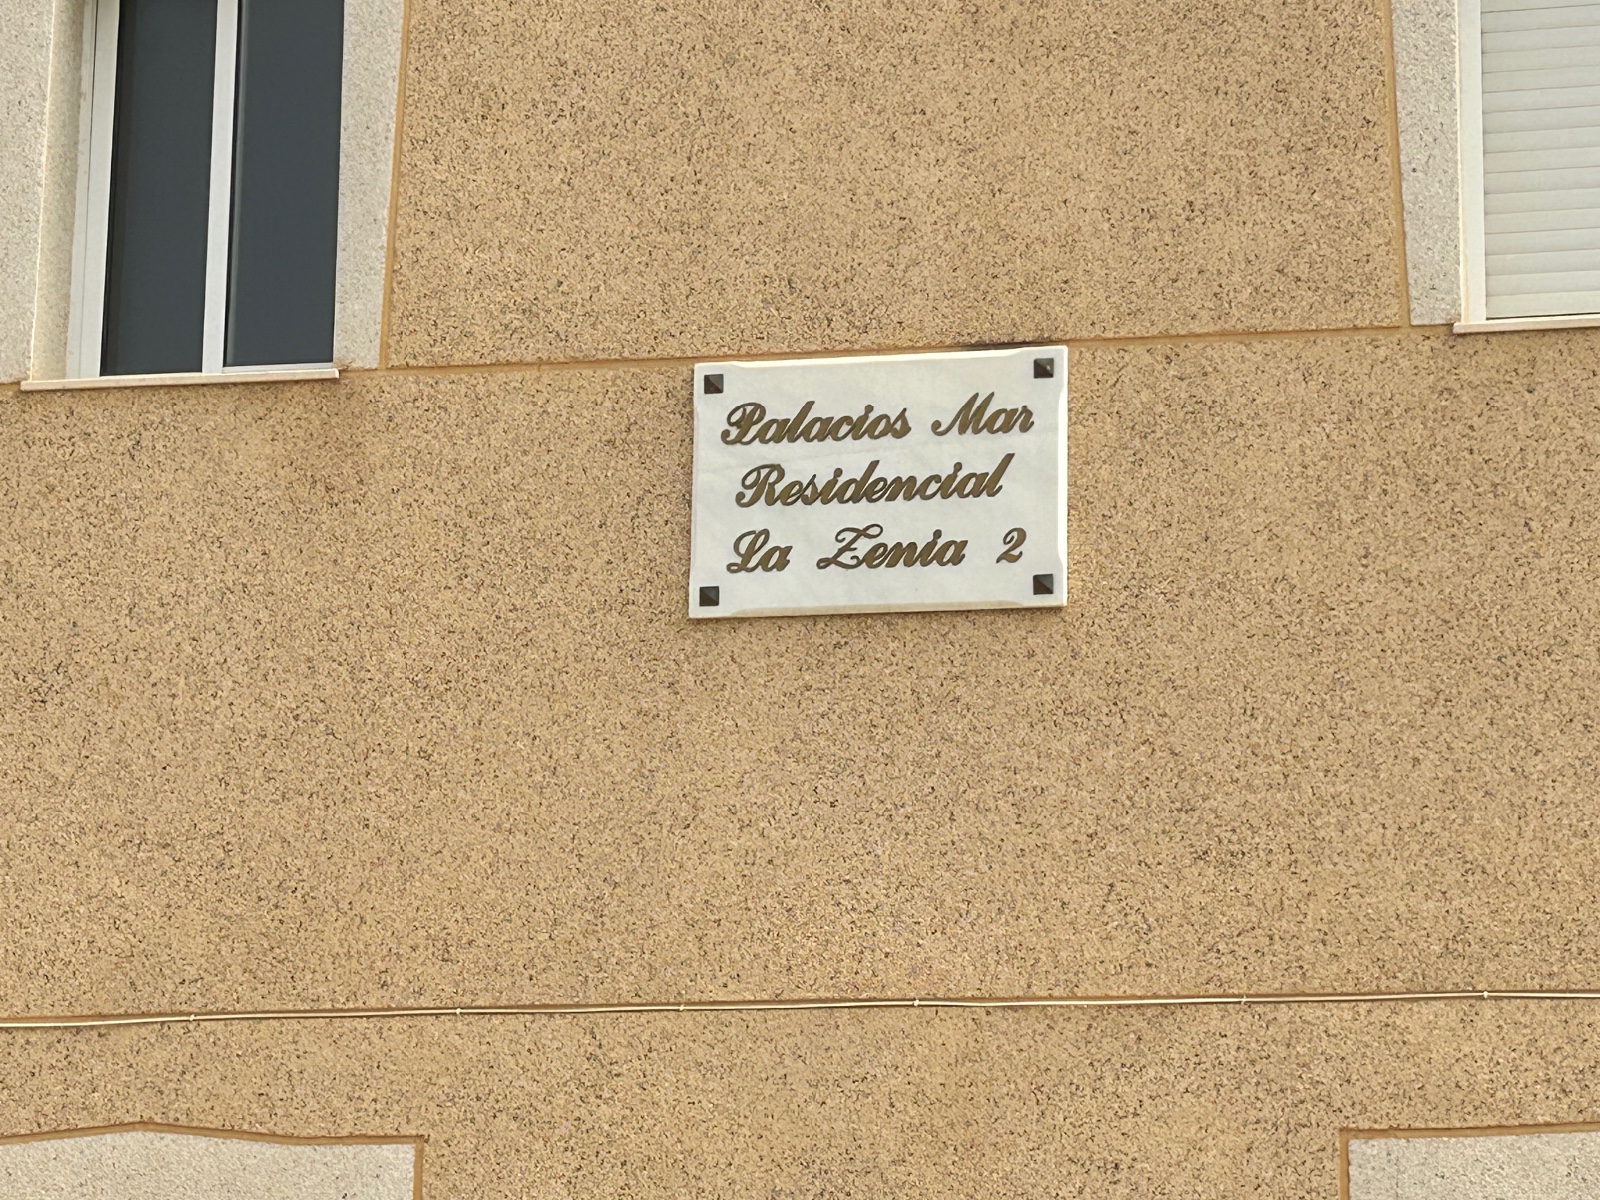 Palacios Mar
Residencial
La Zenia 2